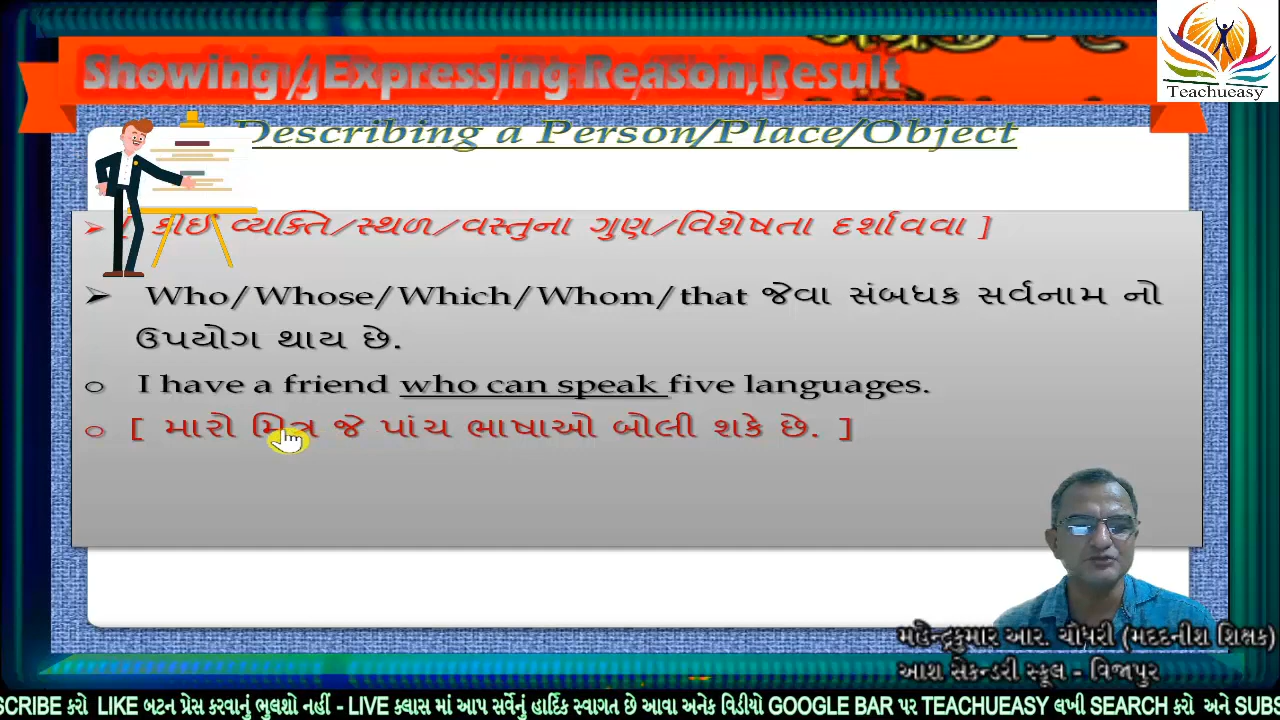 Showing / Expressing Reason,Result
Teachueasy
Describing a Person/Place/Object
[ કોઈ વ્યક્તિ/સ્થળ/વસ્તુના ગુણ/વિશેષતા દર્શાવવા ]
Who/Whose/Which/Whom/that જેવા સંબધક સર્વનામ નો
ઉપયોગ થાય છે.
I have a friend who can speak five languages.
[ મારો મિત્ર જે પાંચ ભાષાઓ બોલી શકે છે. ]
મહેન્દ્રકુમાર આર. ચૌધરી (મદદનીશ શિક્ષક)
આશ સેકન્ડરી સ્કૂલ - વિજાપુર
SCRIBE કરો LIKE બટન પ્રેસ કરવાનું ભુલશો નહીં - LIVE ક્લાસ માં આપ સર્વેનું હાર્દિક સ્વાગત છે આવા અનેક વિડીયો GOOGLE BAR પર TEACHUEASY લખી SEARCH કરો અને SUBS